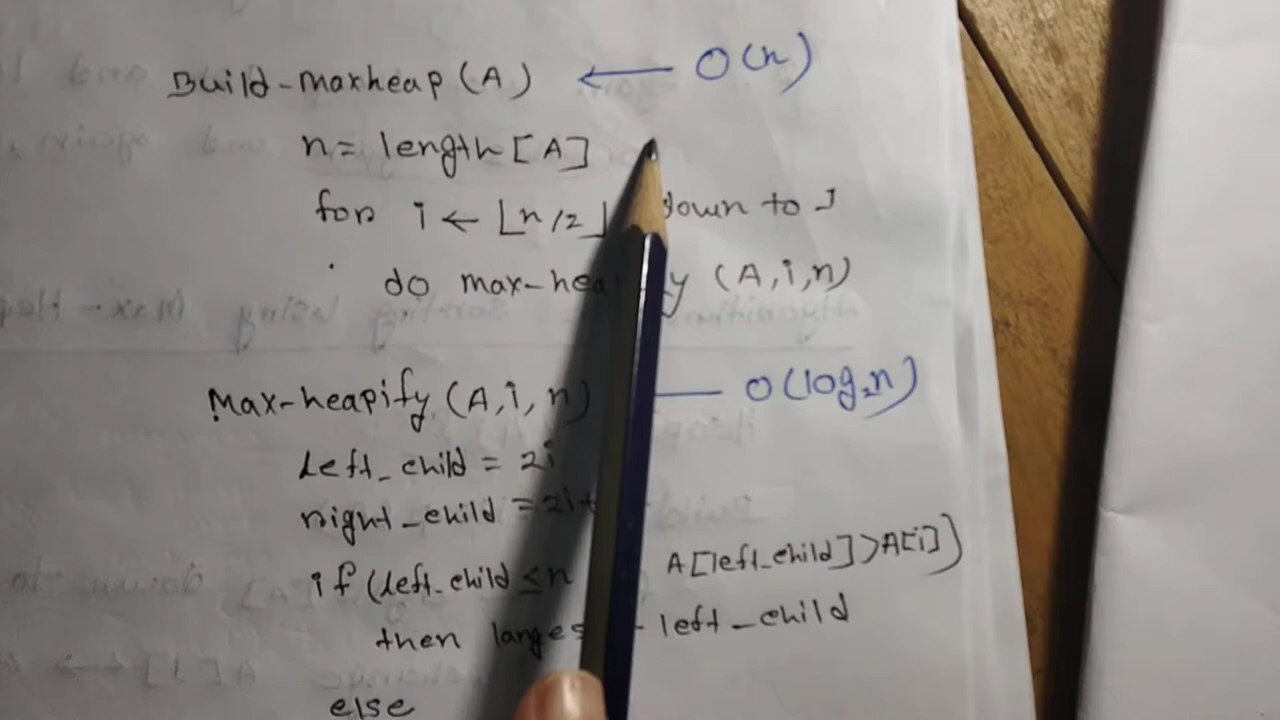 Build-maxheap (A) ← O(n)
n = length [A]
for i ← ⌊n/2⌋ down to 1
do max-hea y (A,i,n)
Max-heapify (A,i,n) — O(log₂n)
Left_child = 2i
right_child = 2i+
if (left_child ≤ n A[left_child] > A[i])
then larges left_child
else